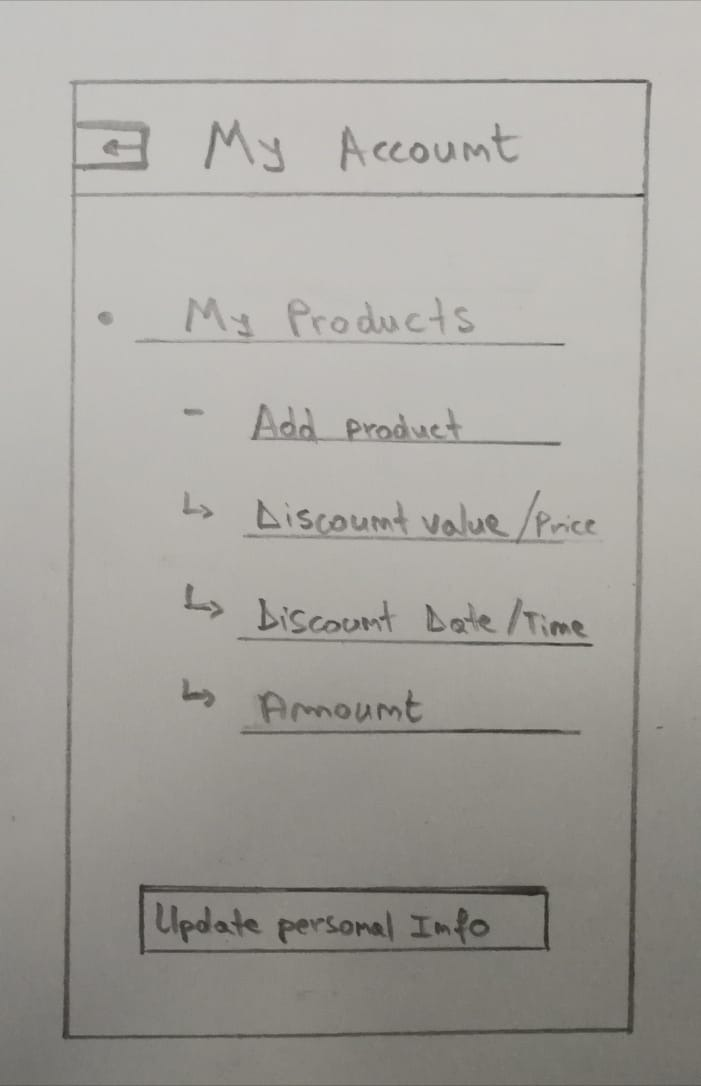 My Account
My Products
Add product
Discount value/Price
Discount Date/Time
Amount
Update personal Info